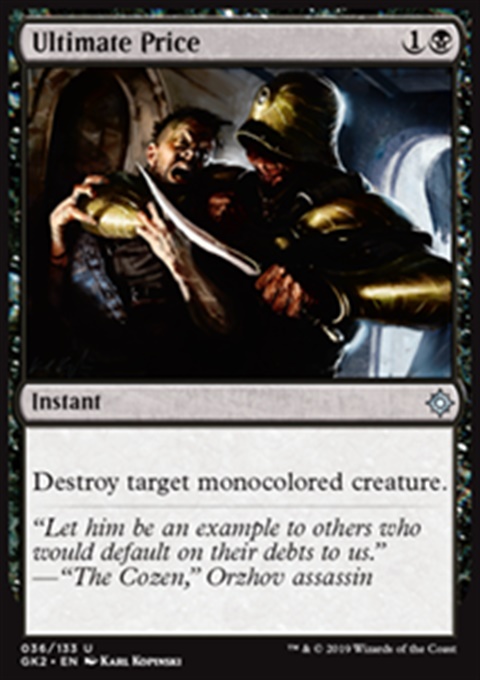 Ultimate Price 1
Instant
Destroy target monocolored creature.
“Let him be an example to others who
would default on their debts to us.”
—“The Cozen,” Orzhov assassin
036/133 U
GK2 • EN Karl Kopinski
™ & © 2019 Wizards of the Coast